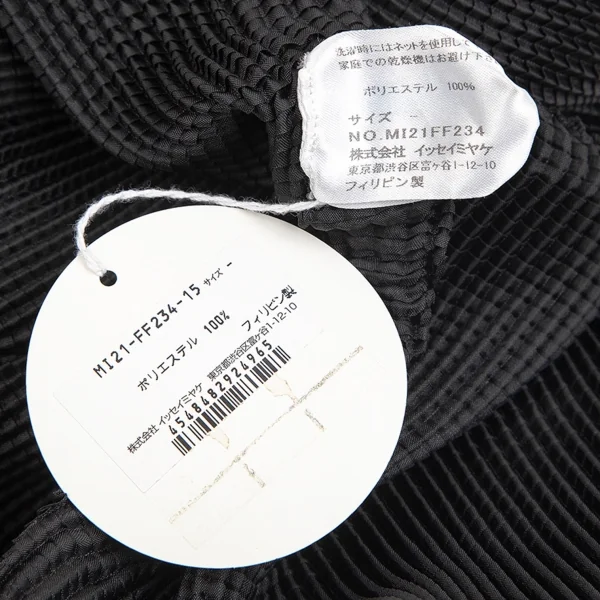 洗濯時にはネットを使用して
家庭での乾燥機はお避け下さ
ポリエステル 100%
サイズ -
NO.MI21FF234
株式会社 イッセイミヤケ
東京都渋谷区富ヶ谷1-12-10
フィリピン製
MI21-FF234-15 サイズ -
ポリエステル 100% フィリピン製
株式会社 イッセイミヤケ 東京都渋谷区富ヶ谷1-12-10
4548482924965